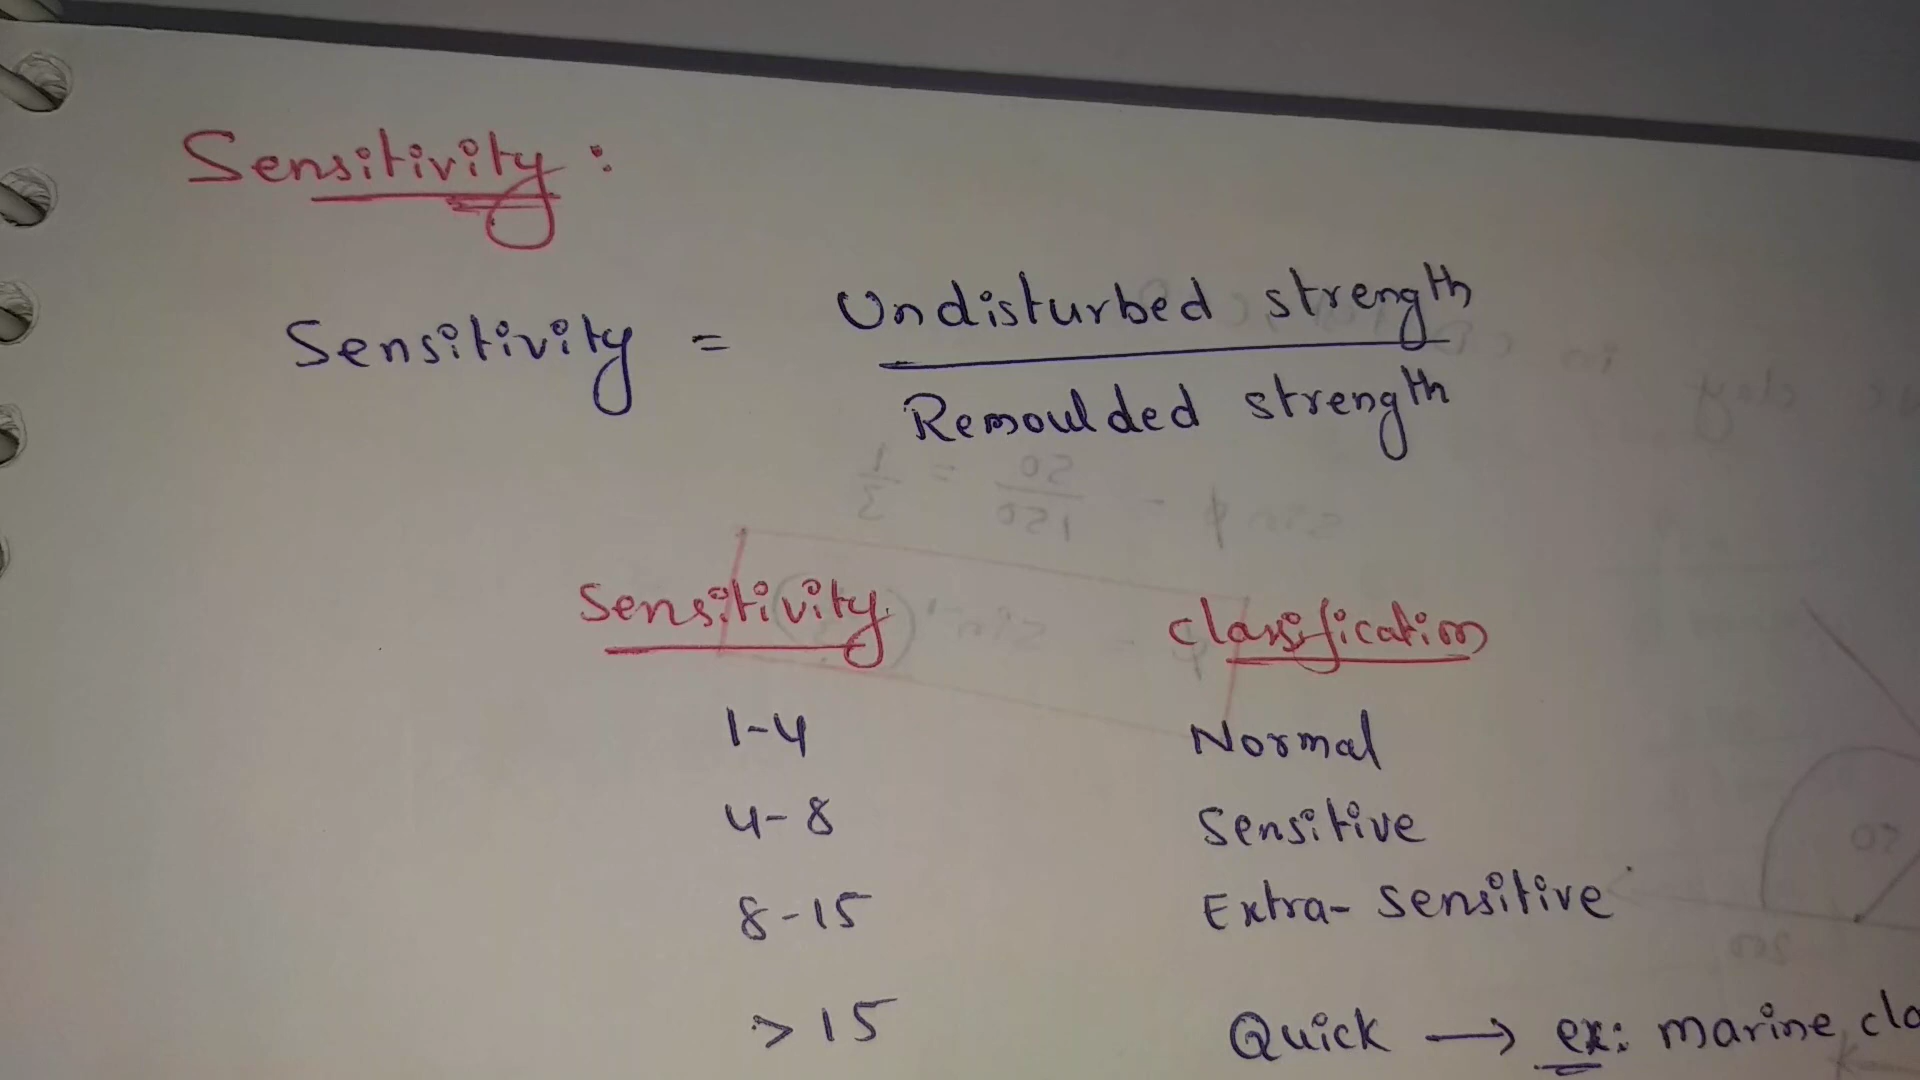 Sensitivity :
Sensitivity = Undisturbed strength
Remoulded strength
Sensitivity Classification
1-4 Normal
4-8 Sensitive
8-15 Extra-sensitive
>15 Quick → ex: marine cla